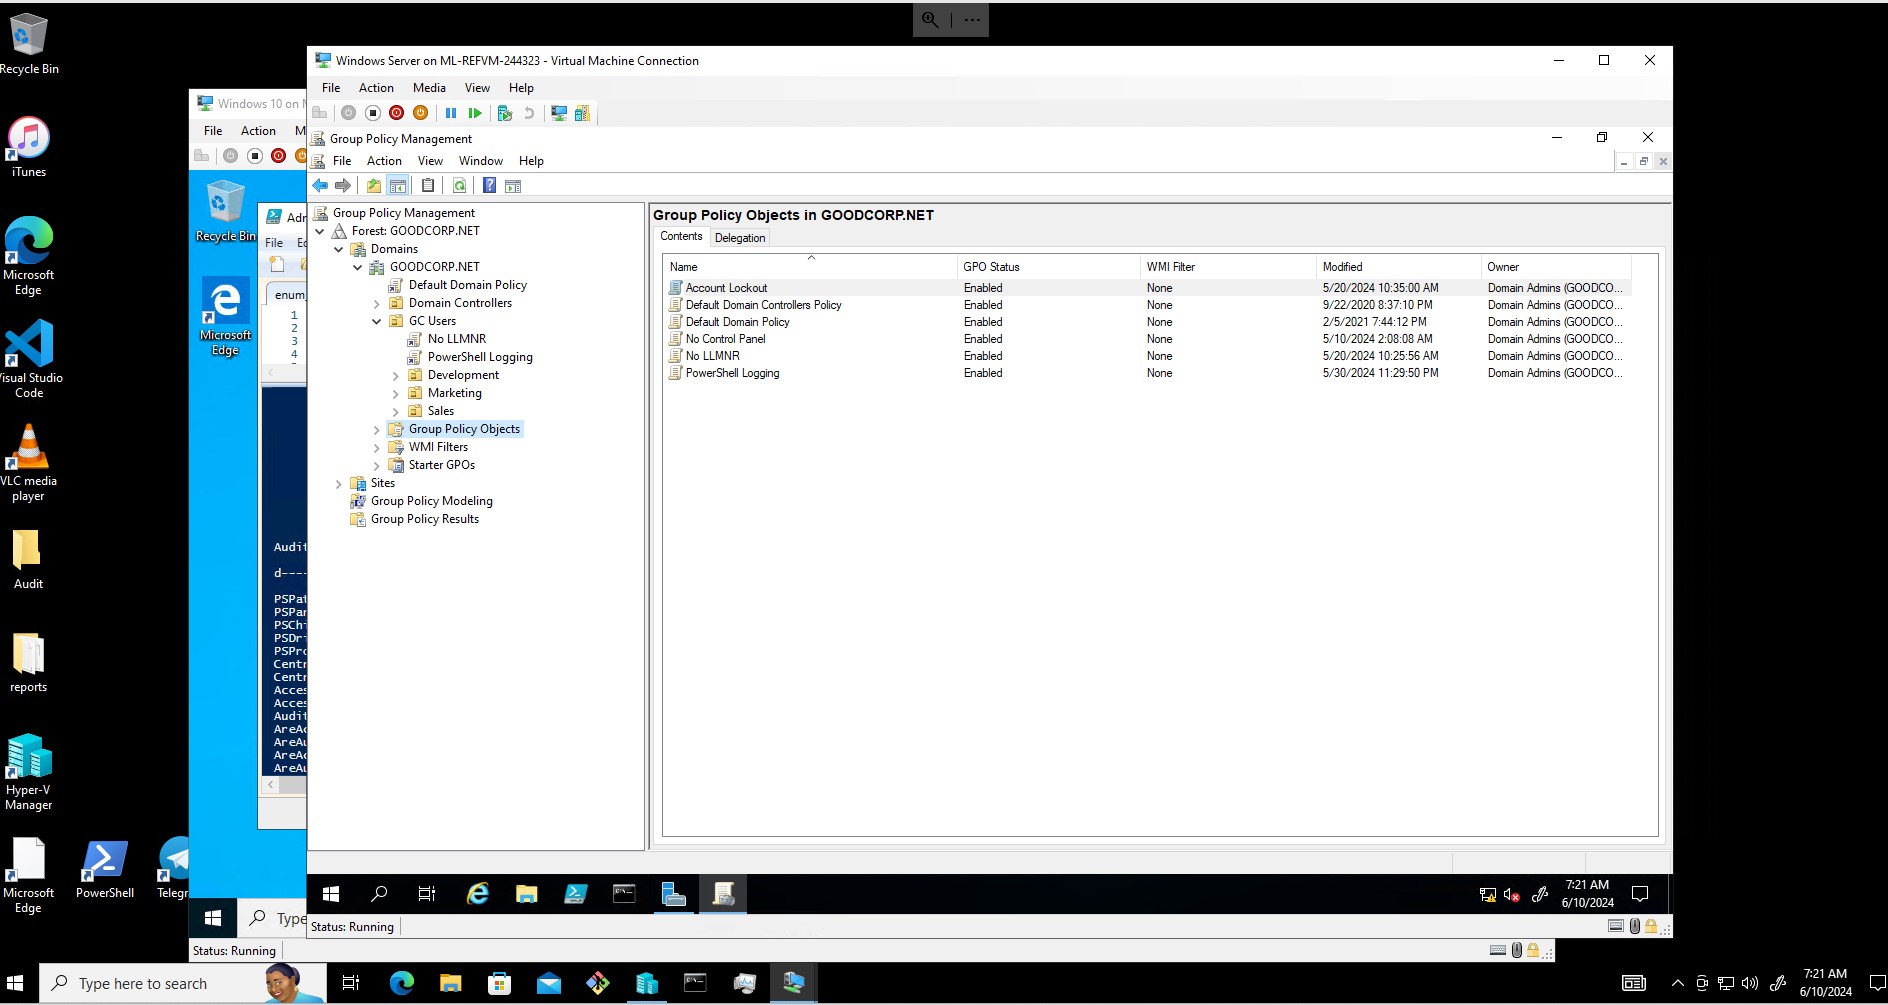 Recycle Bin
iTunes
Microsoft
Edge
Visual Studio
Code
VLC media
player
Audit
reports
Hyper-V
Manager
Microsoft
Edge
PowerShell
Telegr
Windows 10 on M
File Action M
Recycle Bin
Microsoft
Edge
Adm
File Ed
enum_
1
2
3
4
Audit
d----
PSPat
PSPar
PSChi
PSDri
PSPro
Centr
Centr
Acces
Acces
Audit
AreAc
AreAu
AreAc
AreAu
Type
Status: Running
Windows Server on ML-REFVM-244323 - Virtual Machine Connection
File Action Media View Help
Group Policy Management
File Action View Window Help
Group Policy Management
Forest: GOODCORP.NET
Domains
GOODCORP.NET
Default Domain Policy
Domain Controllers
GC Users
No LLMNR
PowerShell Logging
Development
Marketing
Sales
Group Policy Objects
WMI Filters
Starter GPOs
Sites
Group Policy Modeling
Group Policy Results
Group Policy Objects in GOODCORP.NET
Contents Delegation
Name GPO Status WMI Filter Modified Owner
Account Lockout Enabled None 5/20/2024 10:35:00 AM Domain Admins (GOODCO...
Default Domain Controllers Policy Enabled None 9/22/2020 8:37:10 PM Domain Admins (GOODCO...
Default Domain Policy Enabled None 2/5/2021 7:44:12 PM Domain Admins (GOODCO...
No Control Panel Enabled None 5/10/2024 2:08:08 AM Domain Admins (GOODCO...
No LLMNR Enabled None 5/20/2024 10:25:56 AM Domain Admins (GOODCO...
PowerShell Logging Enabled None 5/30/2024 11:29:50 PM Domain Admins (GOODCO...
7:21 AM
6/10/2024
Status: Running
Type here to search
7:21 AM
6/10/2024